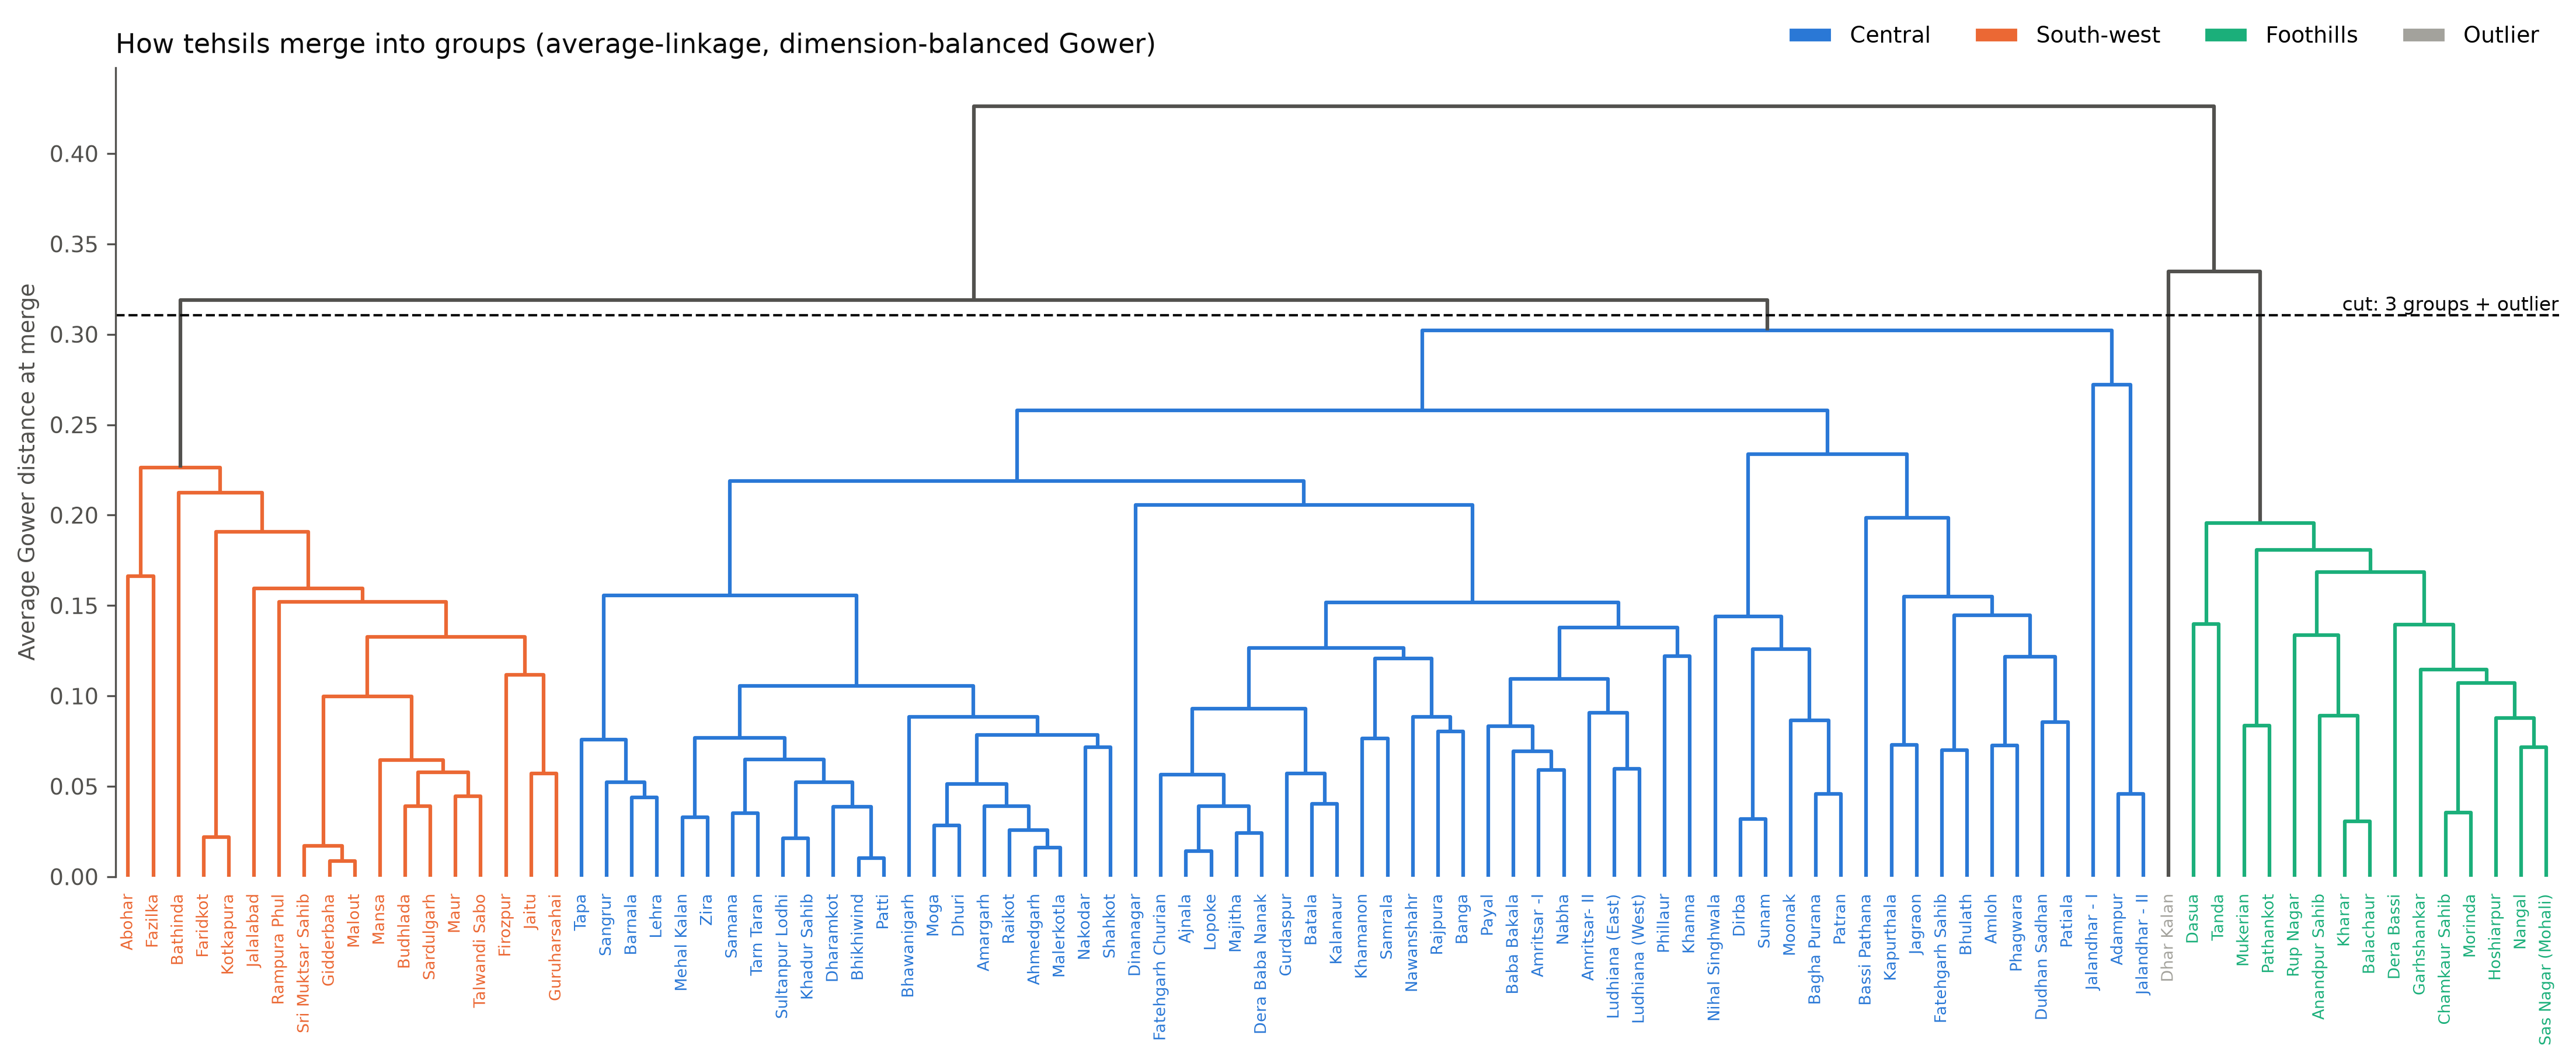 How tehsils merge into groups (average-linkage, dimension-balanced Gower)
Central
South-west
Foothills
Outlier
Average Gower distance at merge
0.40
0.35
0.30
0.25
0.20
0.15
0.10
0.05
0.00
cut: 3 groups + outlier
Abohar
Fazilka
Bathinda
Faridkot
Kotkapura
Jalalabad
Rampura Phul
Sri Muktsar Sahib
Gidderbaha
Malout
Mansa
Budhlada
Sardulgarh
Maur
Talwandi Sabo
Firozpur
Jaitu
Guruharsahai
Tapa
Sangrur
Barnala
Lehra
Mehal Kalan
Zira
Samana
Tarn Taran
Sultanpur Lodhi
Khadur Sahib
Dharamkot
Bhikhiwind
Patti
Bhawanigarh
Moga
Dhuri
Amargarh
Raikot
Ahmedgarh
Malerkotla
Nakodar
Shahkot
Dinanagar
Fatehgarh Churian
Ajnala
Lopoke
Majitha
Dera Baba Nanak
Gurdaspur
Batala
Kalanaur
Khamanon
Samrala
Nawanshahr
Rajpura
Banga
Payal
Baba Bakala
Amritsar -I
Nabha
Amritsar- II
Ludhiana (East)
Ludhiana (West)
Phillaur
Khanna
Nihal Singhwala
Dirba
Sunam
Moonak
Bagha Purana
Patran
Bassi Pathana
Kapurthala
Jagraon
Fatehgarh Sahib
Bhulath
Amloh
Phagwara
Dudhan Sadhan
Patiala
Jalandhar - I
Adampur
Jalandhar - II
Dhar Kalan
Dasua
Tanda
Mukerian
Pathankot
Rup Nagar
Anandpur Sahib
Kharar
Balachaur
Dera Bassi
Garhshankar
Chamkaur Sahib
Morinda
Hoshiarpur
Nangal
Sas Nagar (Mohali)